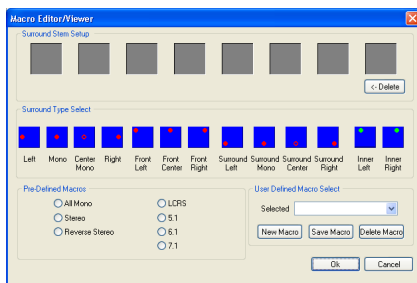 Macro Editor/Viewer
Surround Stem Setup
<- Delete
Surround Type Select
Left Mono Center Mono Right Front Left Front Center Front Right Surround Left Surround Mono Surround Center Surround Right Inner Left Inner Right
Pre-Defined Macros
All Mono
Stereo
Reverse Stereo
LCRS
5.1
6.1
7.1
User Defined Macro Select
Selected
New Macro Save Macro Delete Macro
Ok Cancel